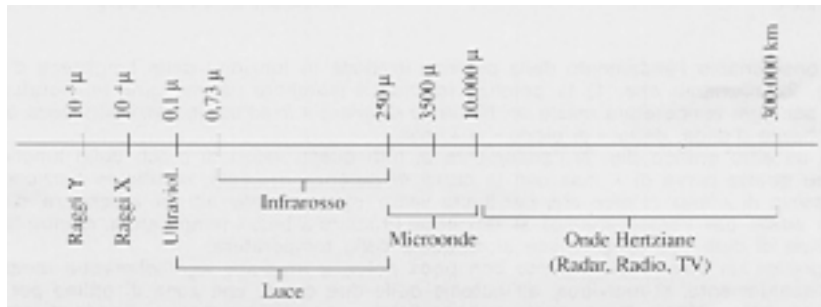 10⁻⁵ μ
10⁻⁴ μ
0,1 μ
0,73 μ
250 μ
3500 μ
10.000 μ
300.000 km
Raggi Y
Raggi X
Ultraviol.
Infrarosso
Microonde
Onde Hertziane
(Radar, Radio, TV)
Luce